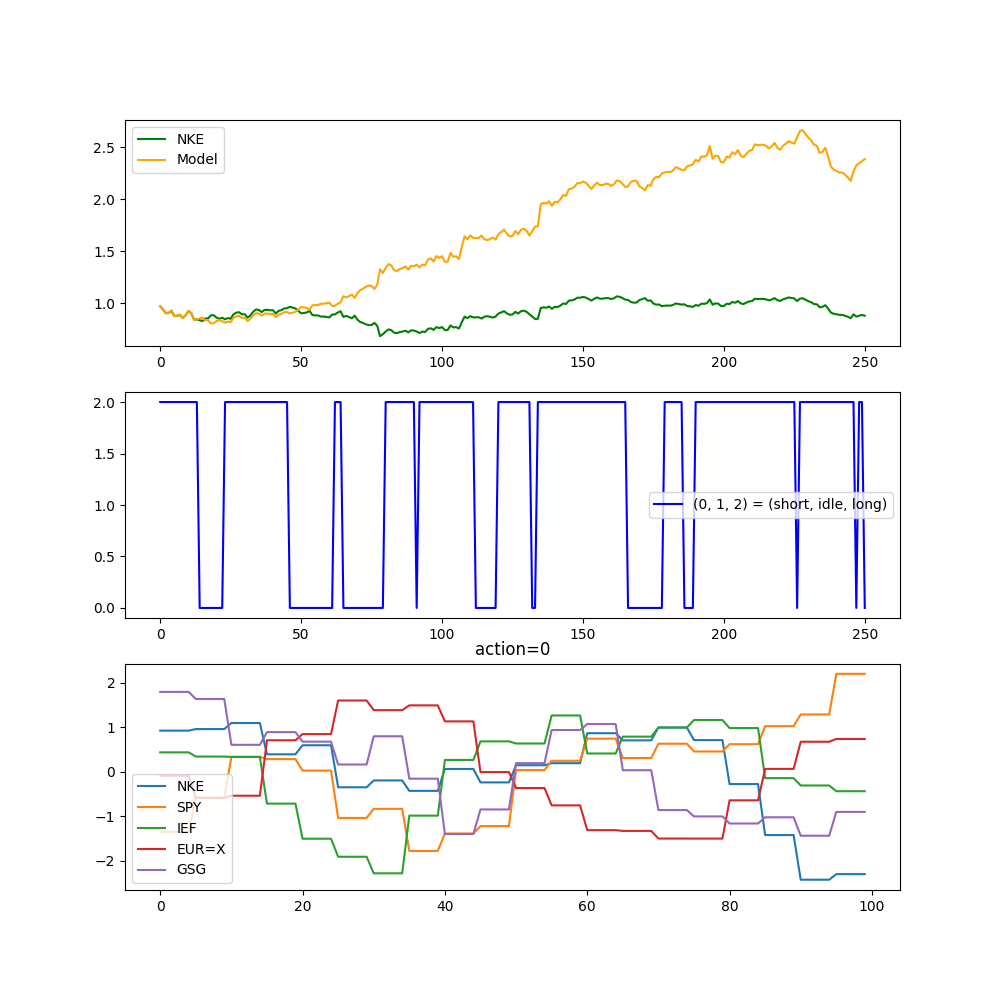 NKE
Model
2.5
2.0
1.5
1.0
0 50 100 150 200 250
2.0
1.5
1.0
0.5
0.0
(0, 1, 2) = (short, idle, long)
0 50 100 150 200 250
action=0
2
1
0
−1
−2
NKE
SPY
IEF
EUR=X
GSG
0 20 40 60 80 100